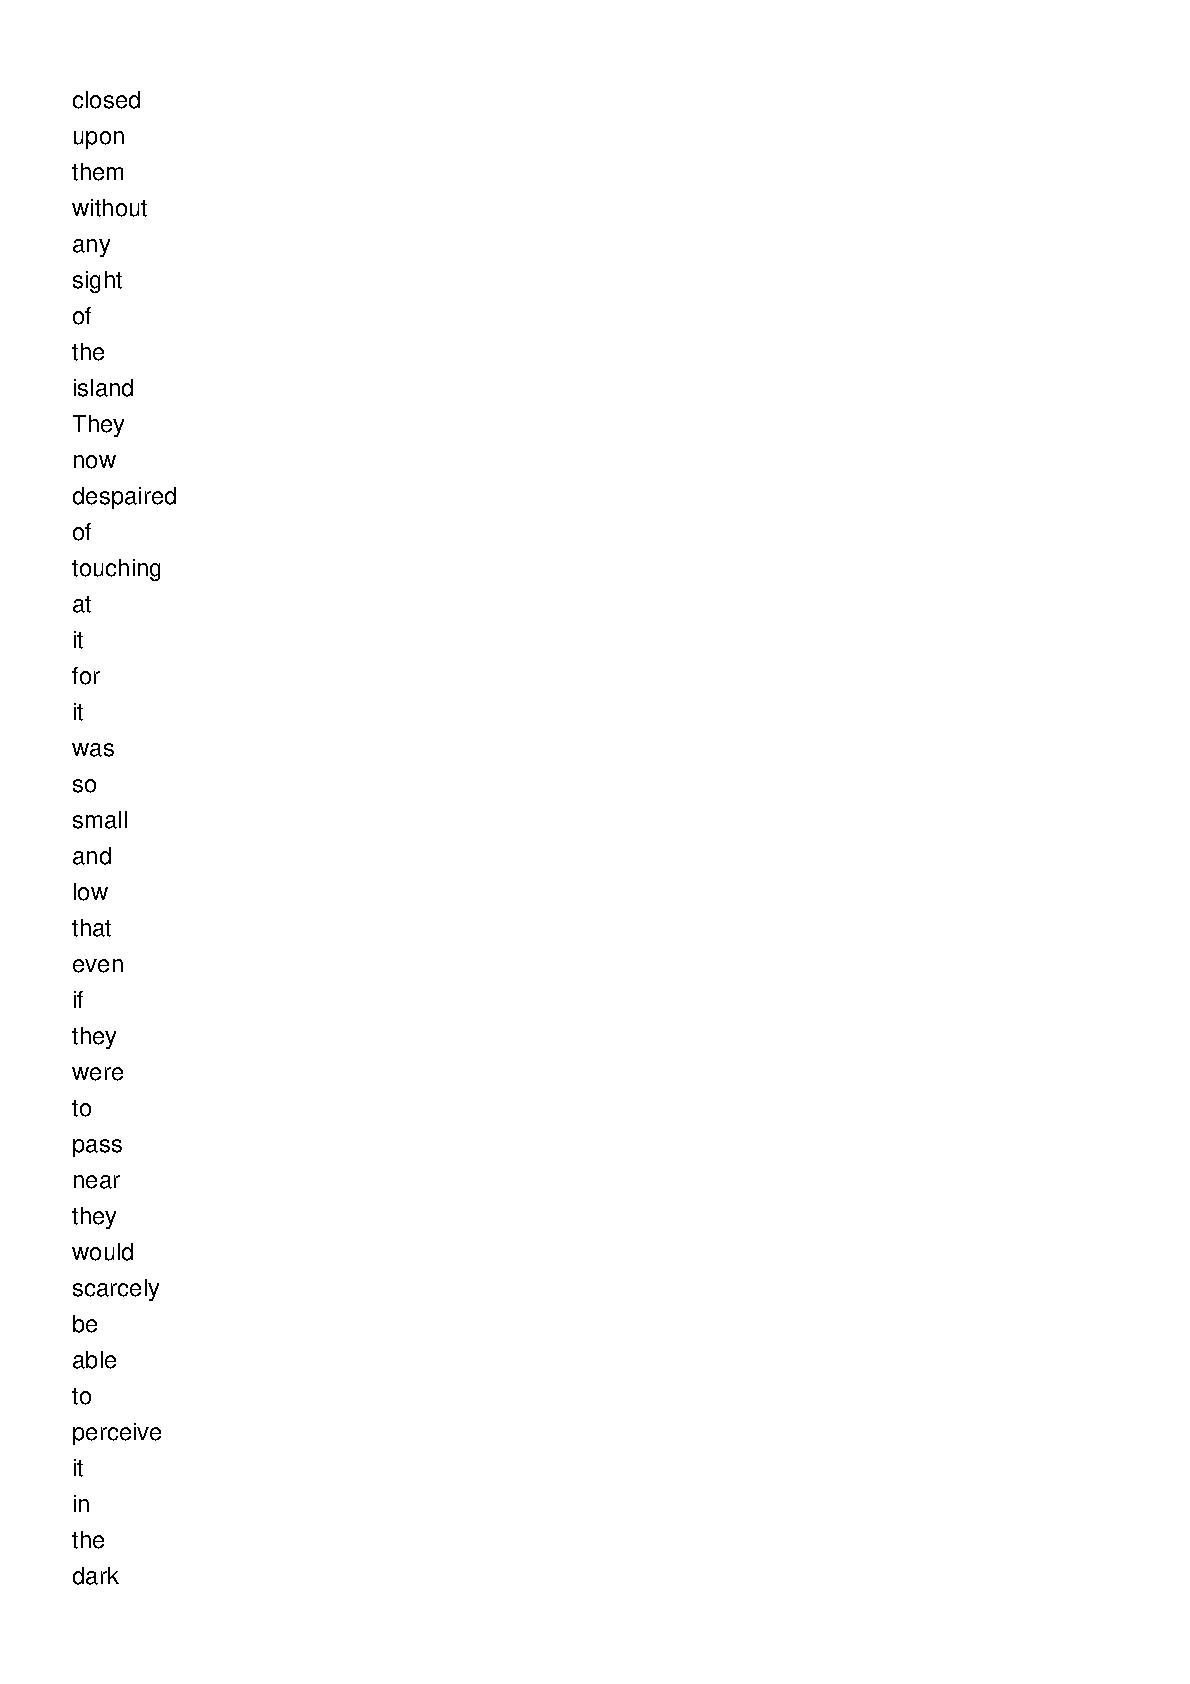 closed
upon
them
without
any
sight
of
the
island
They
now
despaired
of
touching
at
it
for
it
was
so
small
and
low
that
even
if
they
were
to
pass
near
they
would
scarcely
be
able
to
perceive
it
in
the
dark